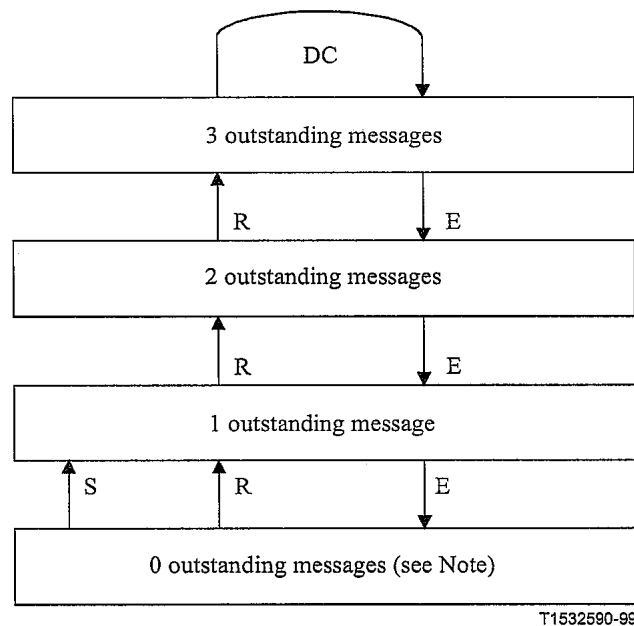 DC
3 outstanding messages
R E
2 outstanding messages
R E
1 outstanding message
S R E
0 outstanding messages (see Note)
T1532590-99